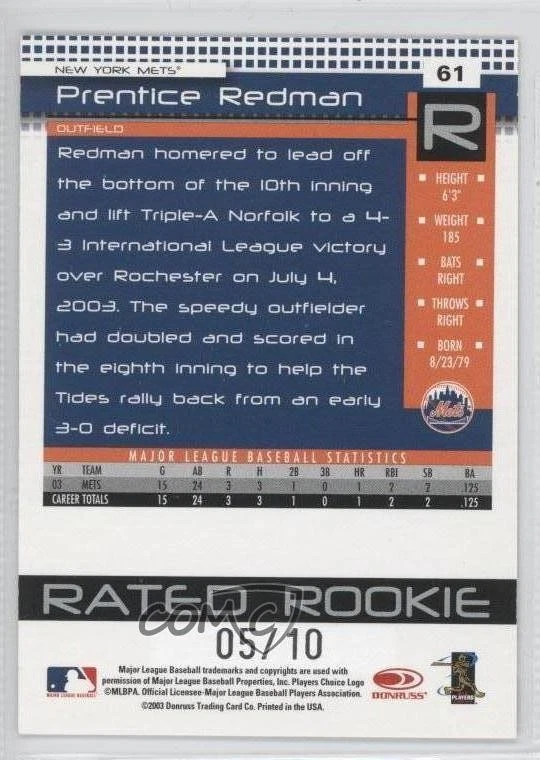 NEW YORK METS®
61
Prentice Redman
R
OUTFIELD
Redman homered to lead off
the bottom of the 10th inning
and lift Triple-A Norfolk to a 4-
3 International League victory
over Rochester on July 4,
2003. The speedy outfielder
had doubled and scored in
the eighth inning to help the
Tides rally back from an early
3-0 deficit.
HEIGHT
6'3"
WEIGHT
185
BATS
RIGHT
THROWS
RIGHT
BORN
8/23/79
Mets
MAJOR LEAGUE BASEBALL STATISTICS
YR TEAM G AB R H 2B 3B HR RBI SB BA
03 METS 15 24 3 3 1 0 1 2 2 .125
CAREER TOTALS 15 24 3 3 1 0 1 2 2 .125
RATED ROOKIE
COMC
05/10
Major League Baseball trademarks and copyrights are used with
permission of Major League Baseball Properties, Inc. Players Choice Logo
©MLBPA. Official Licensee-Major League Baseball Players Association.
©2003 Donruss Trading Card Co. Printed in the USA.
MAJOR LEAGUE BASEBALL
DONRUSS
PLAYERS